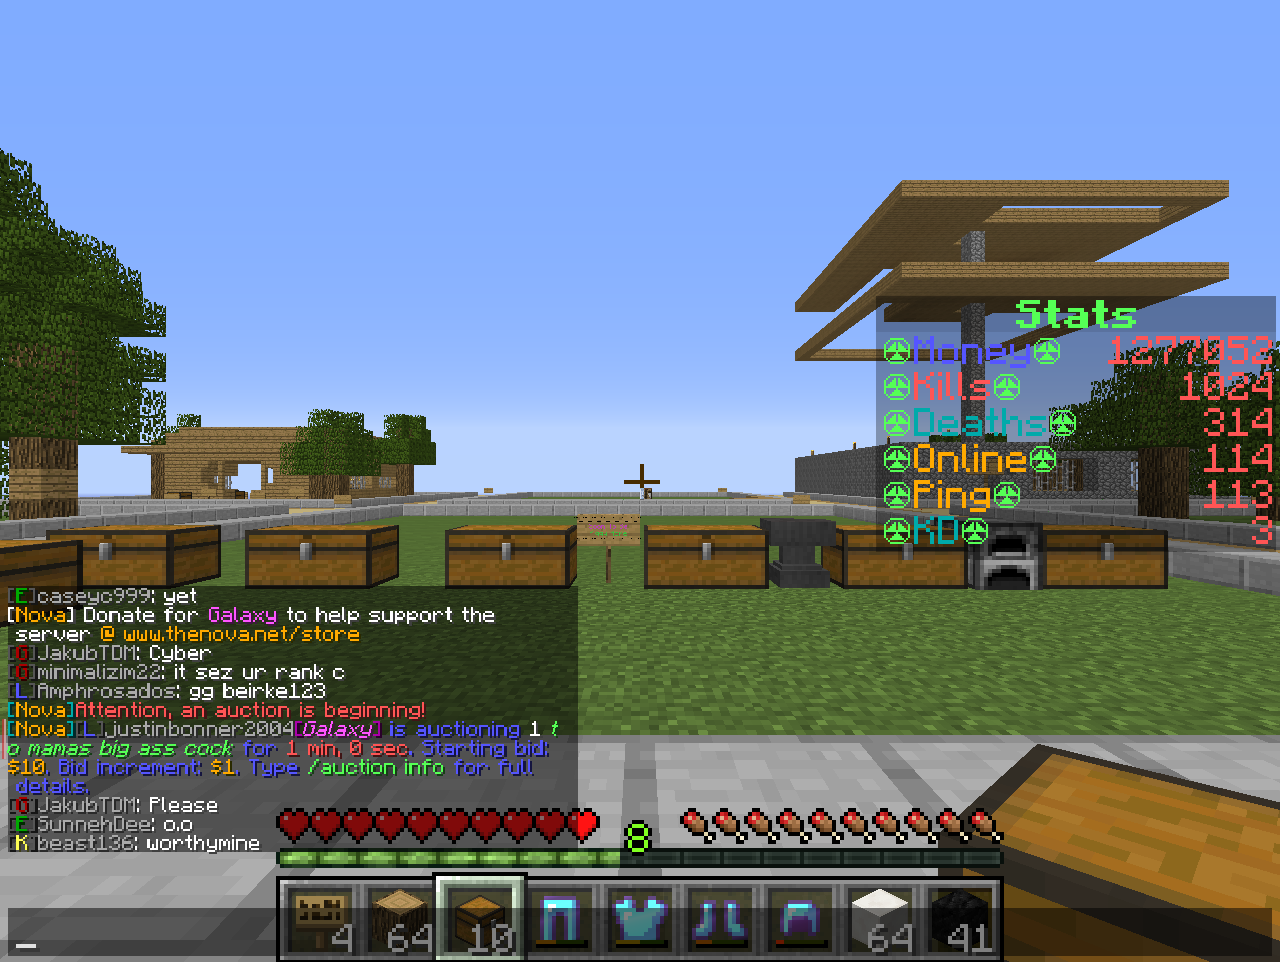 Stats
Money 1277052
Kills 1024
Deaths 314
Online 114
Ping 113
KD 3
[E]caseyc999: yet
[Nova] Donate for Galaxy to help support the
server @ www.thenova.net/store
[G]JakubTDM: Cyber
[G]minimalizim22: it sez ur rank c
[L]Amphrosados: gg beirke123
[Nova]Attention, an auction is beginning!
[Nova][L]justinbonner2004[Galaxy] is auctioning 1 t
o mamas big ass cock for 1 min, 0 sec. Starting bid:
$10. Bid increment: $1. Type /auction info for full
details.
[G]JakubTDM: Please
[E]SunnehDee: o.o
[K]beast136: worthymine
8
4 64 10 64 41